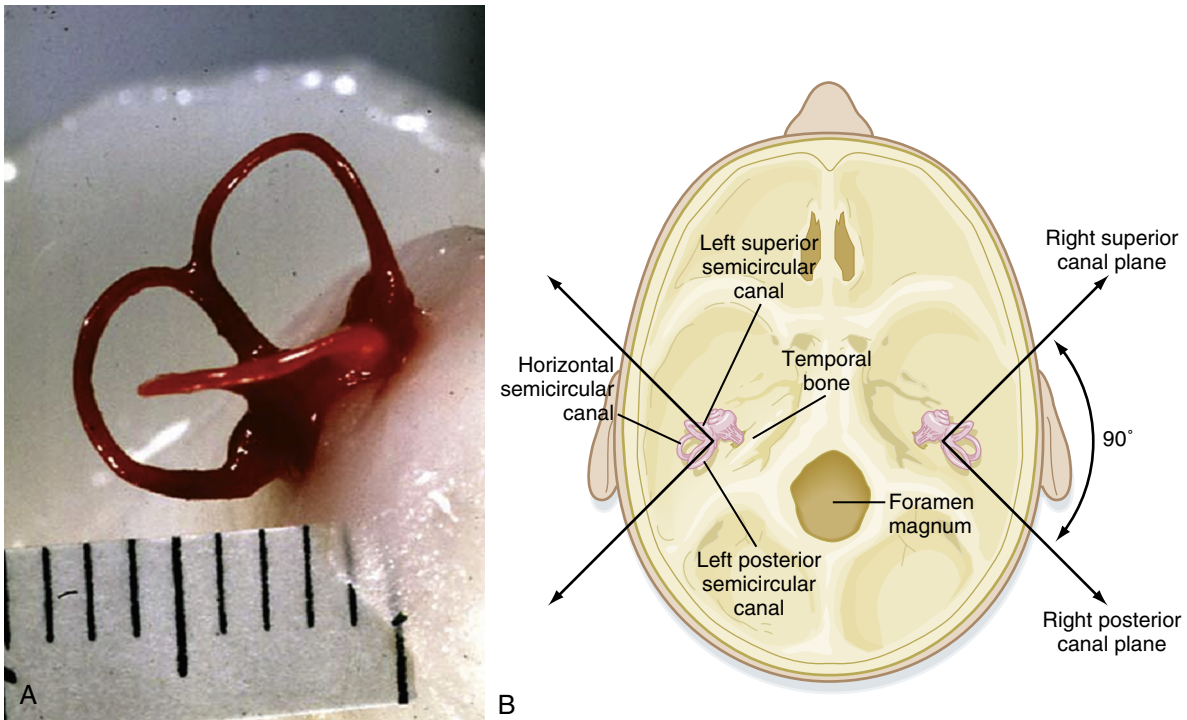 Left superior
semicircular
canal
Right superior
canal plane
Horizontal
semicircular
canal
Temporal
bone
90°
Foramen
magnum
Left posterior
semicircular
canal
Right posterior
canal plane
A
B